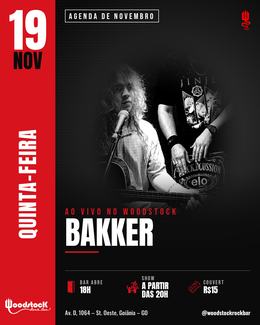 19
NOV
QUINTA-FEIRA
Woodstock
AGENDA DE NOVEMBRO
AO VIVO NO WOODSTOCK
BAKKER
BAR ABRE
18H
SHOW
A PARTIR
DAS 20H
COUVERT
R$15
Av. D, 1064 – St. Oeste, Goiânia – GO
@woodstockrockbar